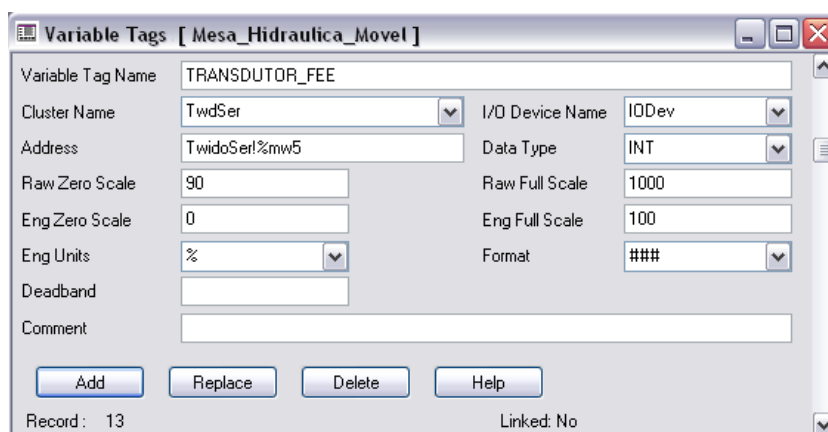 Variable Tags [ Mesa_Hidraulica_Movel ]
Variable Tag Name TRANSDUTOR_FEE
Cluster Name TwdSer I/O Device Name IODev
Address TwidoSer!%mw5 Data Type INT
Raw Zero Scale 90 Raw Full Scale 1000
Eng Zero Scale 0 Eng Full Scale 100
Eng Units % Format ###
Deadband
Comment
Add Replace Delete Help
Record : 13 Linked: No